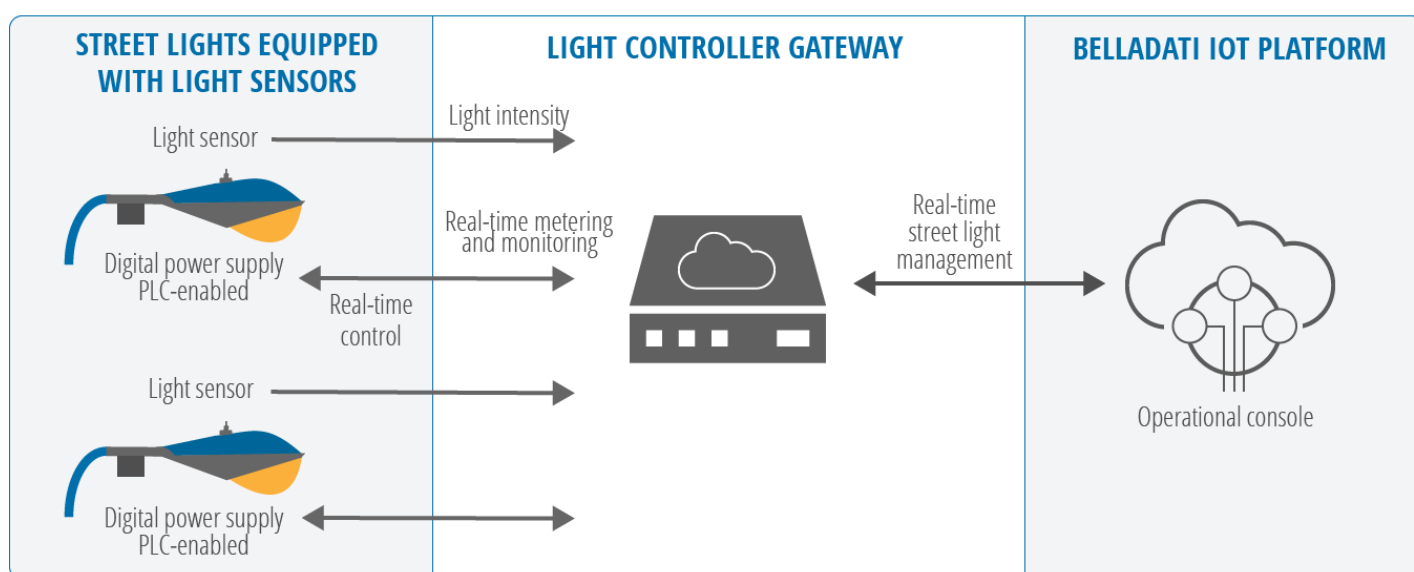 STREET LIGHTS EQUIPPED
WITH LIGHT SENSORS
LIGHT CONTROLLER GATEWAY
BELLADATI IOT PLATFORM
Light sensor
Light intensity
Real-time metering
and monitoring
Digital power supply
PLC-enabled
Real-time
control
Real-time
street light
management
Light sensor
Digital power supply
PLC-enabled
Operational console